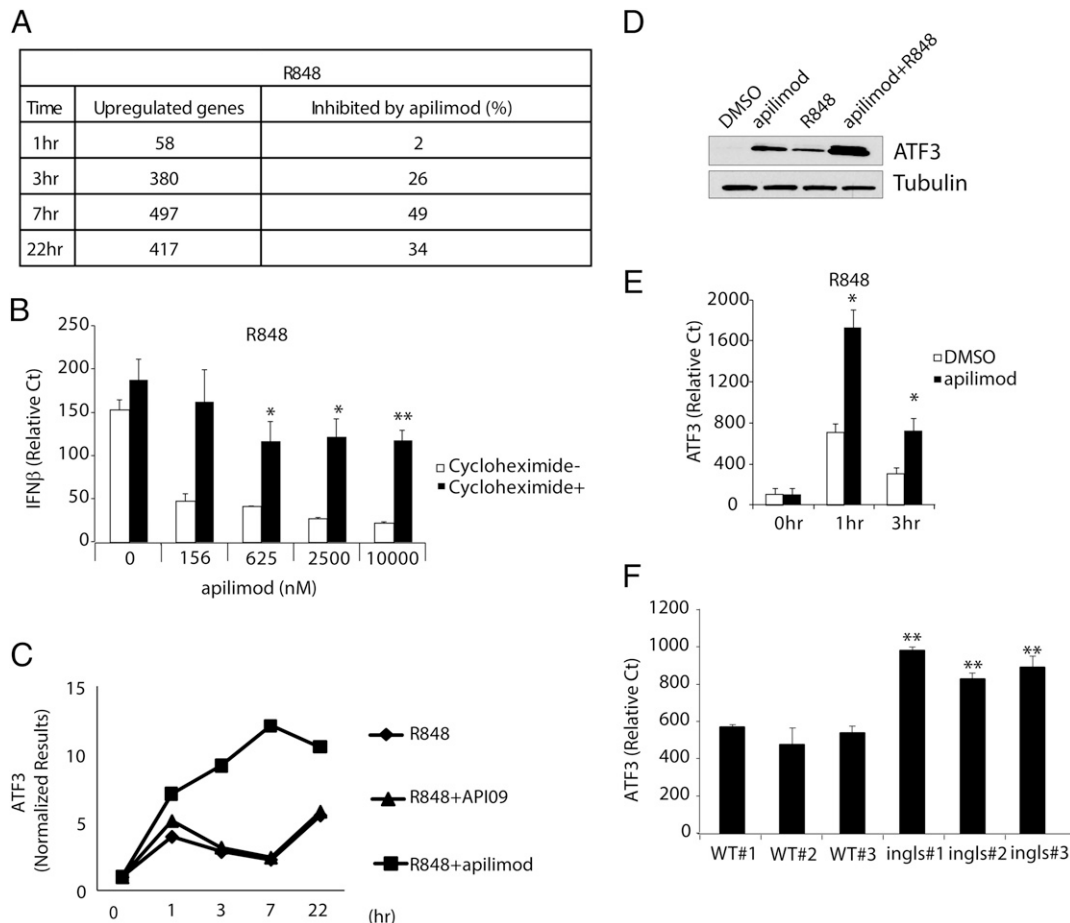 A
R848
Time Upregulated genes Inhibited by apilimod (%)
1hr 58 2
3hr 380 26
7hr 497 49
22hr 417 34
B
R848
IFNβ (Relative Ct)
250
200
150
100
50
0
* * **
Cycloheximide-
Cycloheximide+
0 156 625 2500 10000
apilimod (nM)
C
ATF3
(Normalized Results)
15
10
5
0
R848
R848+API09
R848+apilimod
0 1 3 7 22 (hr)
D
DMSO
apilimod
R848
apilimod+R848
ATF3
Tubulin
E
R848
ATF3 (Relative Ct)
2000
1600
1200
800
400
0
*
*
DMSO
apilimod
0hr 1hr 3hr
F
ATF3 (Relative Ct)
1200
1000
800
600
400
200
0
** ** **
WT#1 WT#2 WT#3 ingls#1 ingls#2 ingls#3